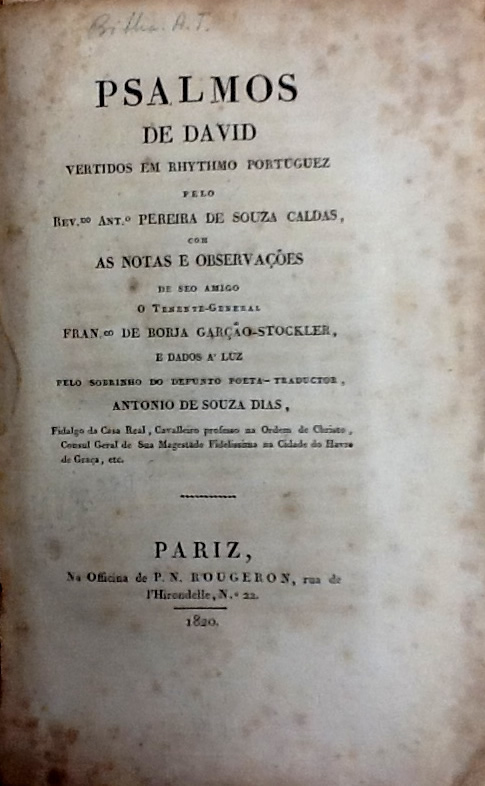 PSALMOS
DE DAVID
VERTIDOS EM RHYTHMO PORTUGUEZ
PELO
REV.DO ANT.O PEREIRA DE SOUZA CALDAS,
COM
AS NOTAS E OBSERVAÇÕES
DE SEO AMIGO
O TENENTE-GENERAL
FRAN.CO DE BORJA GARÇÃO-STOCKLER,
E DADOS A' LUZ
PELO SOBRINHO DO DEFUNTO POETA-TRADUCTOR,
ANTONIO DE SOUZA DIAS,
Fidalgo da Casa Real, Cavalleiro professo na Ordem de Christo,
Consul Geral de Sua Magestade Fidelissima na Cidade do Havre
de Graça, etc.
PARIZ,
Na Officina de P. N. ROUGERON, rua de
l'Hirondelle, N.º 22.
1820.